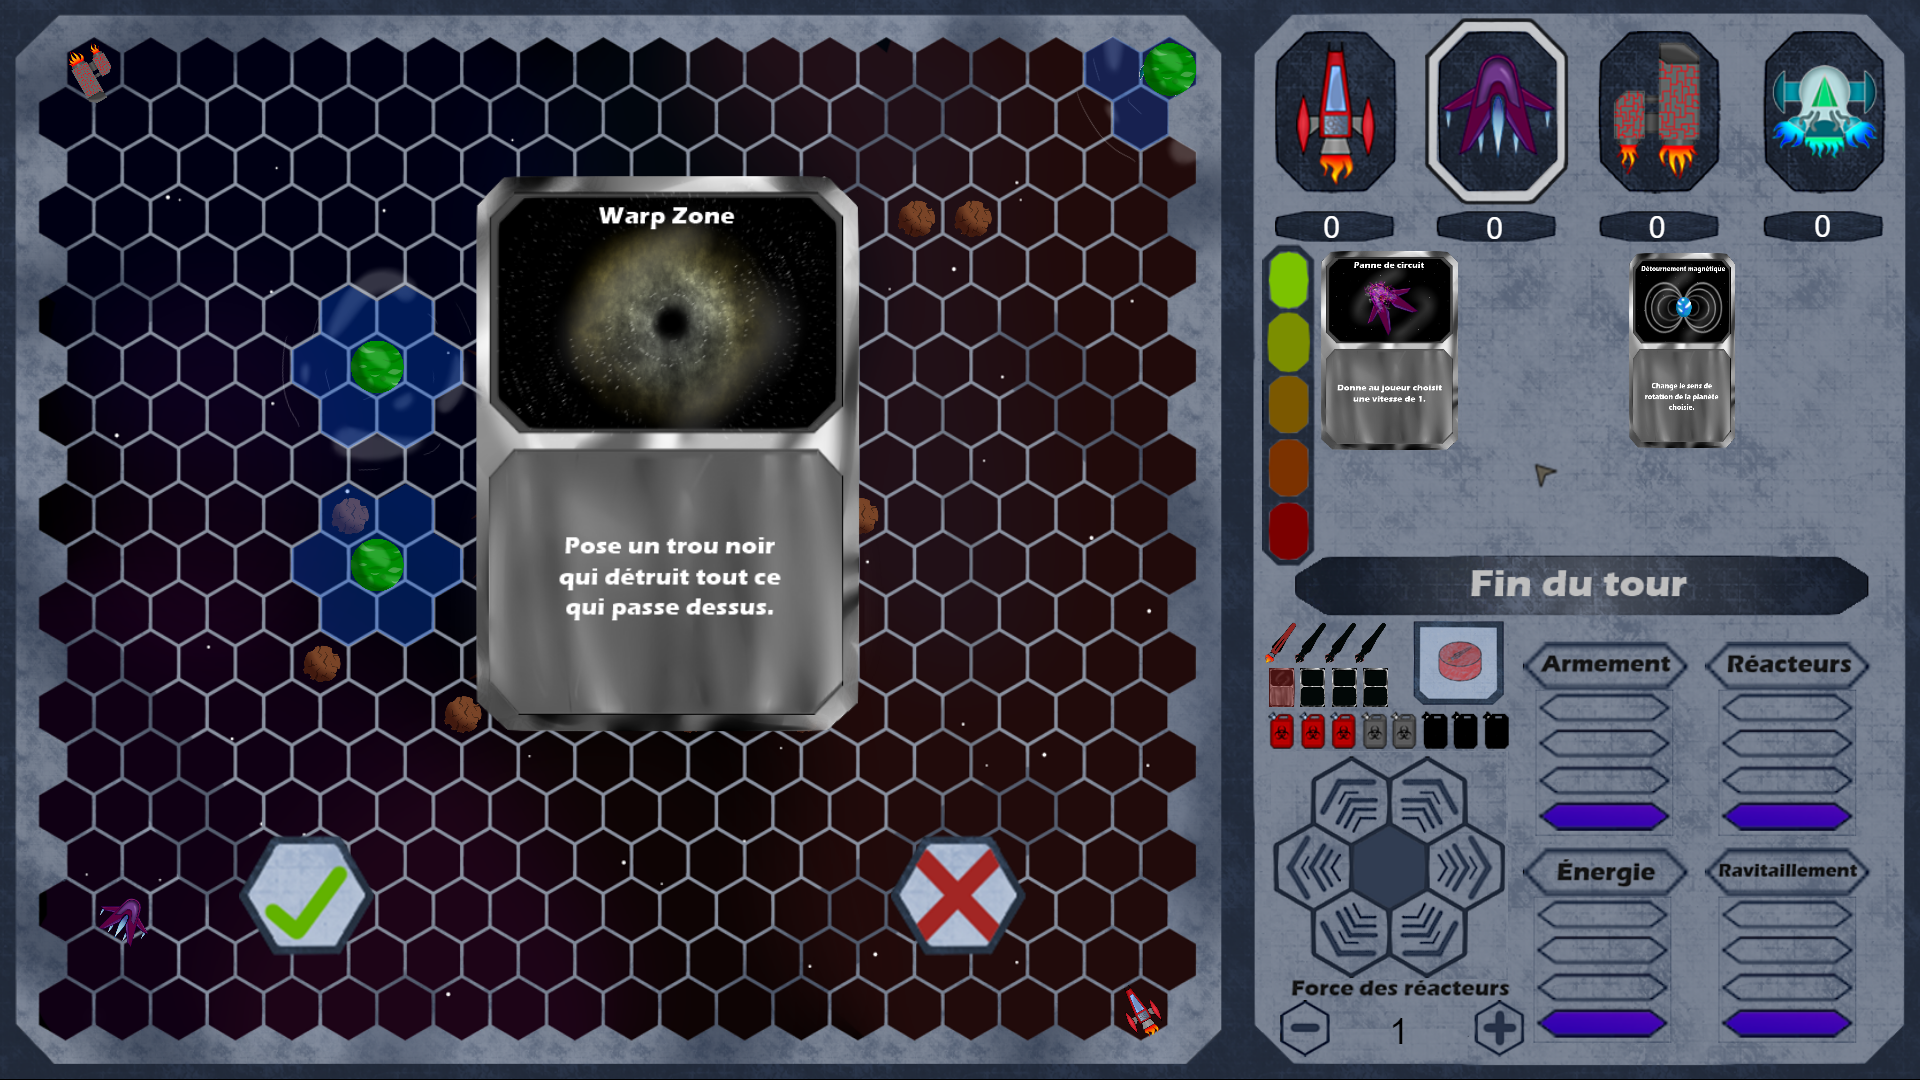 Warp Zone
Pose un trou noir
qui détruit tout ce
qui passe dessus.
0
0
0
0
Panne de circuit
Donne au joueur choisit
une vitesse de 1.
Détournement magnétique
Change le sens de
rotation de la planète
choisie.
Fin du tour
Armement
Réacteurs
Énergie
Ravitaillement
Force des réacteurs
1